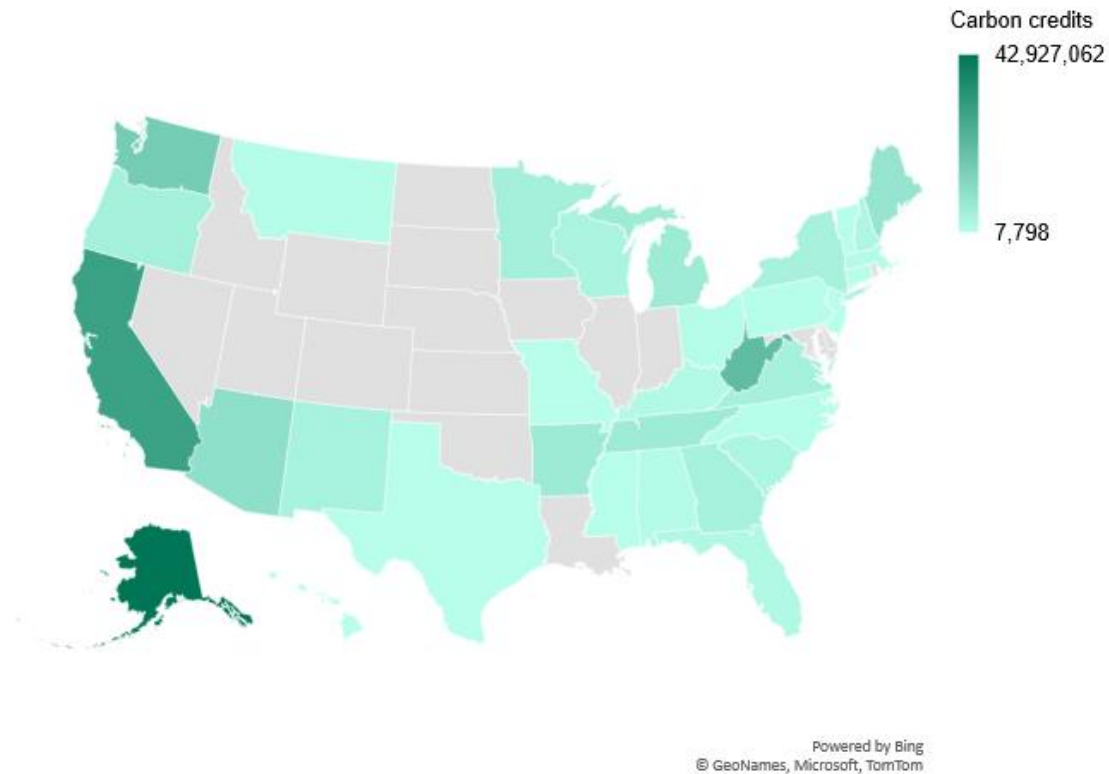 Carbon credits
42,927,062
7,798
Powered by Bing
© GeoNames, Microsoft, TomTom